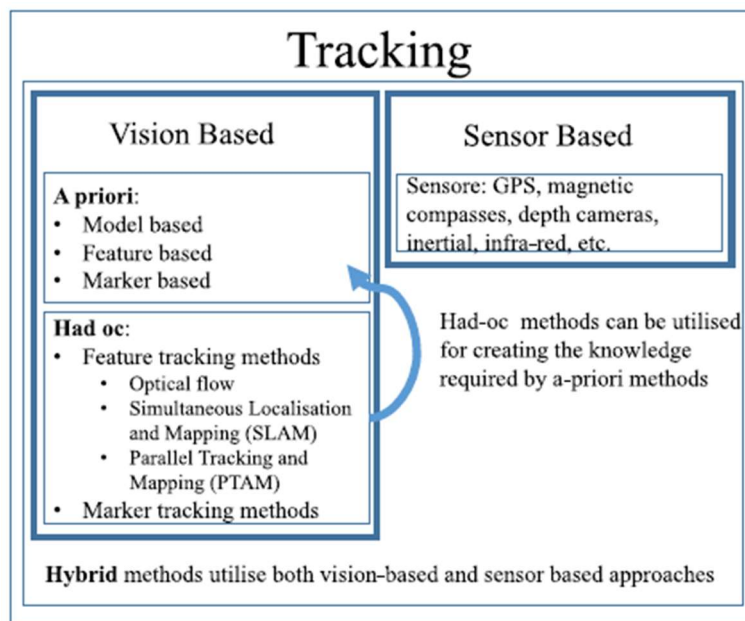 Tracking
Vision Based
A priori:
• Model based
• Feature based
• Marker based
Had oc:
• Feature tracking methods
• Optical flow
• Simultaneous Localisation
and Mapping (SLAM)
• Parallel Tracking and
Mapping (PTAM)
• Marker tracking methods
Sensor Based
Sensore: GPS, magnetic
compasses, depth cameras,
inertial, infra-red, etc.
Had-oc methods can be utilised
for creating the knowledge
required by a-priori methods
Hybrid methods utilise both vision-based and sensor based approaches